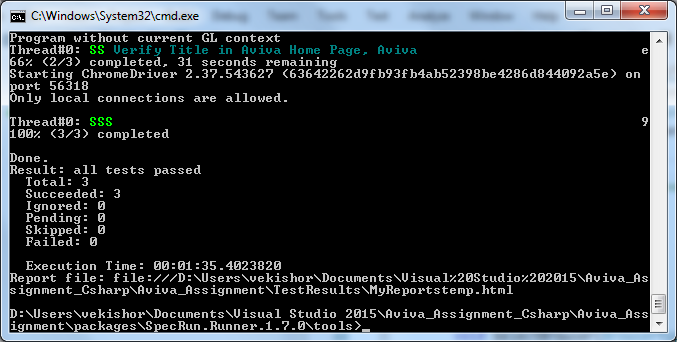 C:\Windows\System32\cmd.exe
Program without current GL context
Thread#0: SS Verify Title in Aviva Home Page, Aviva e
66% (2/3) completed, 31 seconds remaining
Starting ChromeDriver 2.37.543627 (63642262d9fb93fb4ab52398be4286d844092a5e) on
port 56318
Only local connections are allowed.
Thread#0: SSS 9
100% (3/3) completed
Done.
Result: all tests passed
Total: 3
Succeeded: 3
Ignored: 0
Pending: 0
Skipped: 0
Failed: 0
Execution Time: 00:01:35.4023820
Report file: file:///D:\Users\vekishor\Documents\Visual%20Studio%202015\Aviva_As
signment_Csharp\Aviva_Assignment\TestResults\MyReportstemp.html
D:\Users\vekishor\Documents\Visual Studio 2015\Aviva_Assignment_Csharp\Aviva_Ass
ignment\packages\SpecRun.Runner.1.7.0\tools>_